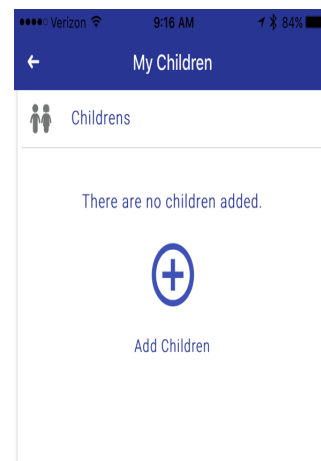 Verizon 9:16 AM 84%
My Children
Childrens
There are no children added.
Add Children